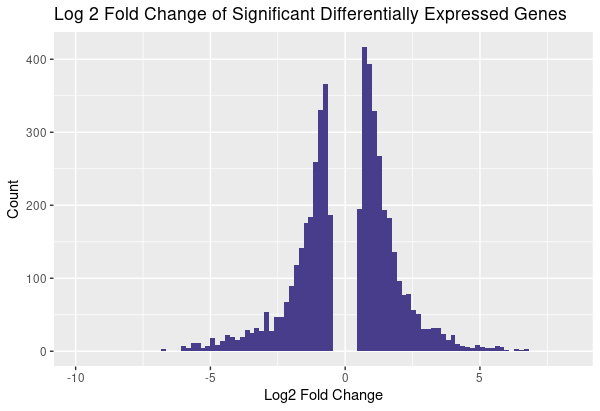 Log 2 Fold Change of Significant Differentially Expressed Genes
400
300
200
100
0
Count
-10 -5 0 5
Log2 Fold Change